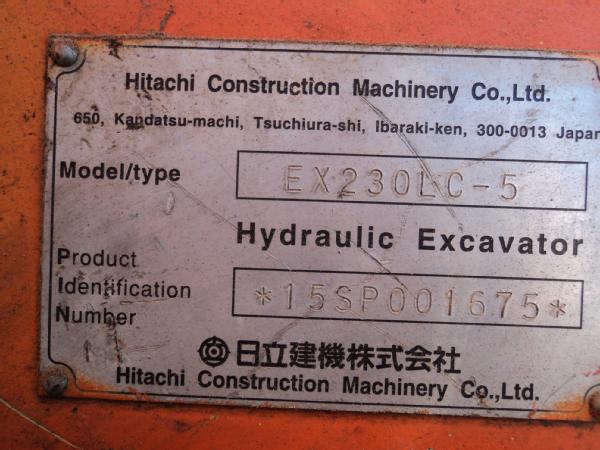 Hitachi Construction Machinery Co.,Ltd.
650, Kandatsu-machi, Tsuchiura-shi, Ibaraki-ken, 300-0013 Japan
Model/type EX230LC-5
Hydraulic Excavator
Product
Identification
Number
*15SP001675*
日立建機株式会社
Hitachi Construction Machinery Co.,Ltd.